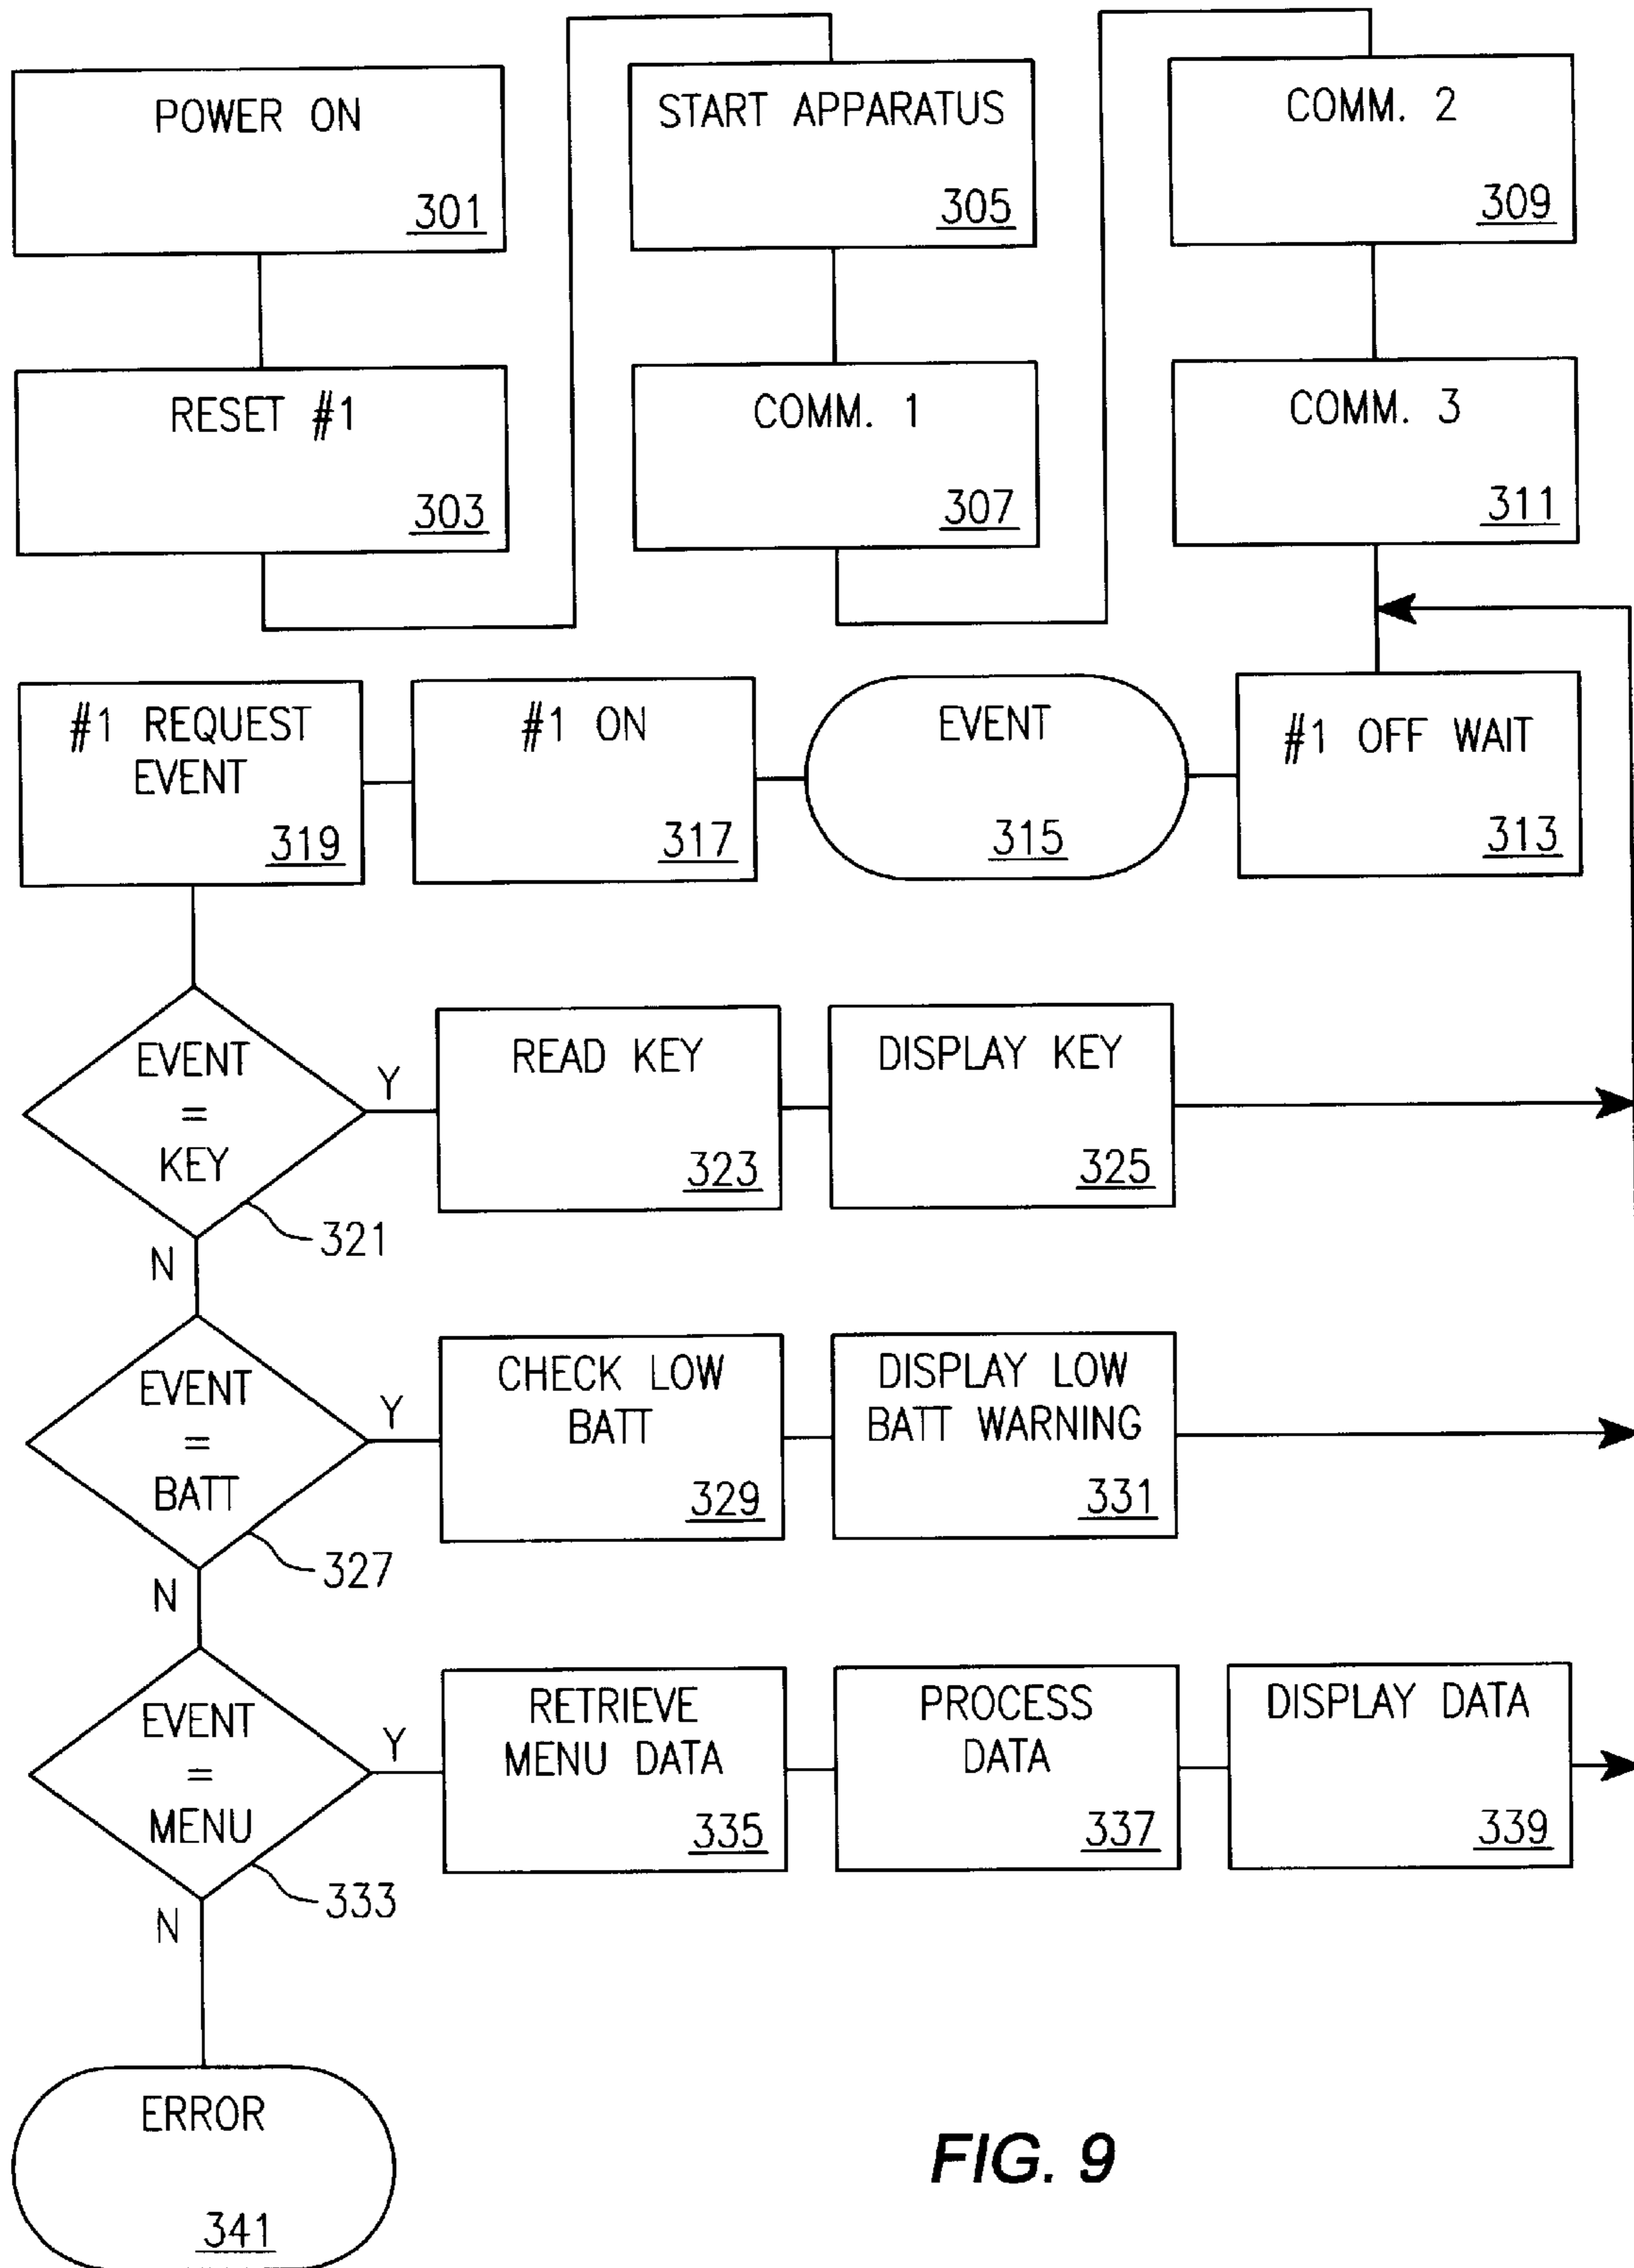 POWER ON
301
RESET #1
303
START APPARATUS
305
COMM. 1
307
COMM. 2
309
COMM. 3
311
#1 OFF WAIT
313
EVENT
315
#1 ON
317
#1 REQUEST
EVENT
319
EVENT
=
KEY
321
Y
N
READ KEY
323
DISPLAY KEY
325
EVENT
=
BATT
327
Y
N
CHECK LOW
BATT
329
DISPLAY LOW
BATT WARNING
331
EVENT
=
MENU
333
Y
N
RETRIEVE
MENU DATA
335
PROCESS
DATA
337
DISPLAY DATA
339
ERROR
341
FIG. 9